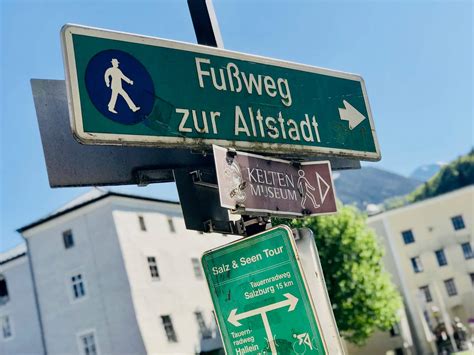 Fußweg
zur Altstadt
KELTEN
MUSEUM
Salz & Seen Tour
Tauernradweg
Salzburg 15 km
Tauern-
radweg
Hallein